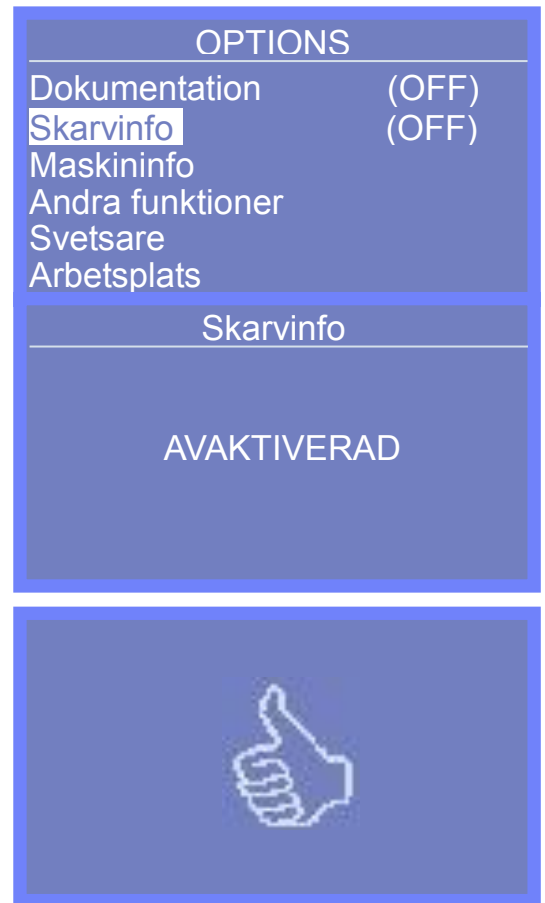 OPTIONS
Dokumentation (OFF)
Skarvinfo (OFF)
Maskininfo
Andra funktioner
Svetsare
Arbetsplats
Skarvinfo
AVAKTIVERAD